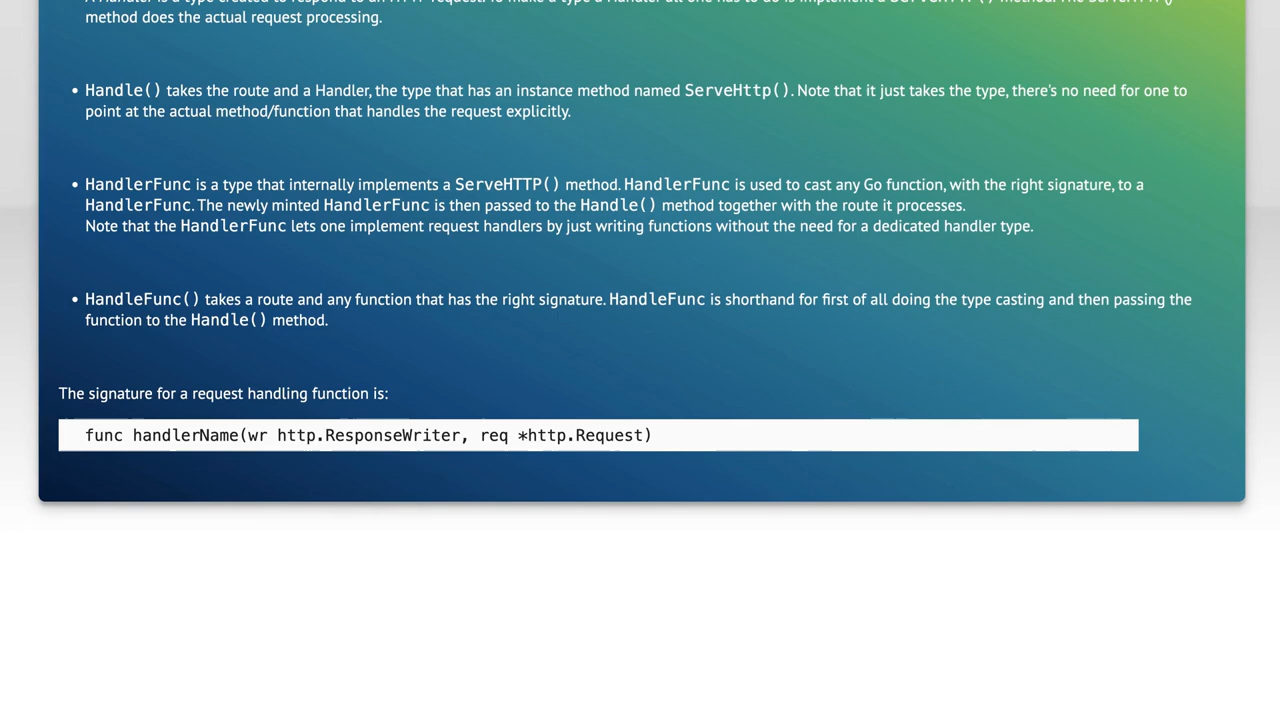 method does the actual request processing.
• Handle() takes the route and a Handler, the type that has an instance method named ServeHttp(). Note that it just takes the type, there's no need for one to
point at the actual method/function that handles the request explicitly.
• HandlerFunc is a type that internally implements a ServeHTTP() method. HandlerFunc is used to cast any Go function, with the right signature, to a
HandlerFunc. The newly minted HandlerFunc is then passed to the Handle() method together with the route it processes.
Note that the HandlerFunc lets one implement request handlers by just writing functions without the need for a dedicated handler type.
• HandleFunc() takes a route and any function that has the right signature. HandleFunc is shorthand for first of all doing the type casting and then passing the
function to the Handle() method.
The signature for a request handling function is:
func handlerName(wr http.ResponseWriter, req *http.Request)